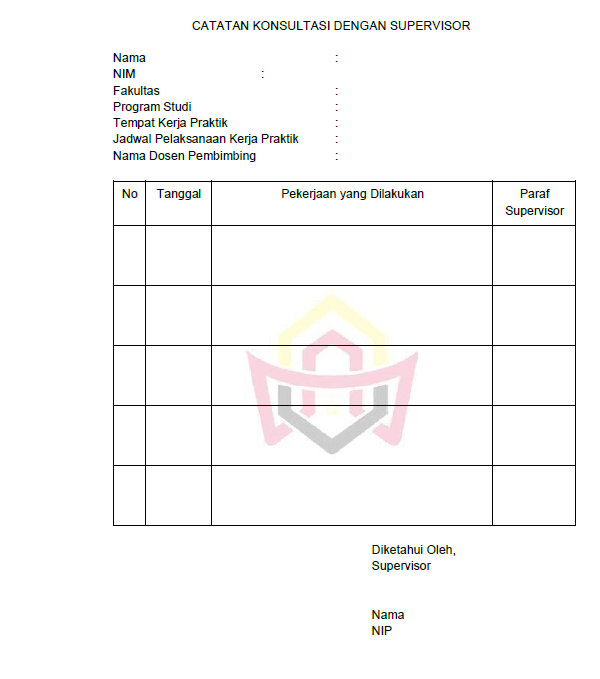 CATATAN KONSULTASI DENGAN SUPERVISOR
Nama :
NIM :
Fakultas :
Program Studi :
Tempat Kerja Praktik :
Jadwal Pelaksanaan Kerja Praktik :
Nama Dosen Pembimbing :
No Tanggal Pekerjaan yang Dilakukan Paraf
Supervisor
Diketahui Oleh,
Supervisor
Nama
NIP